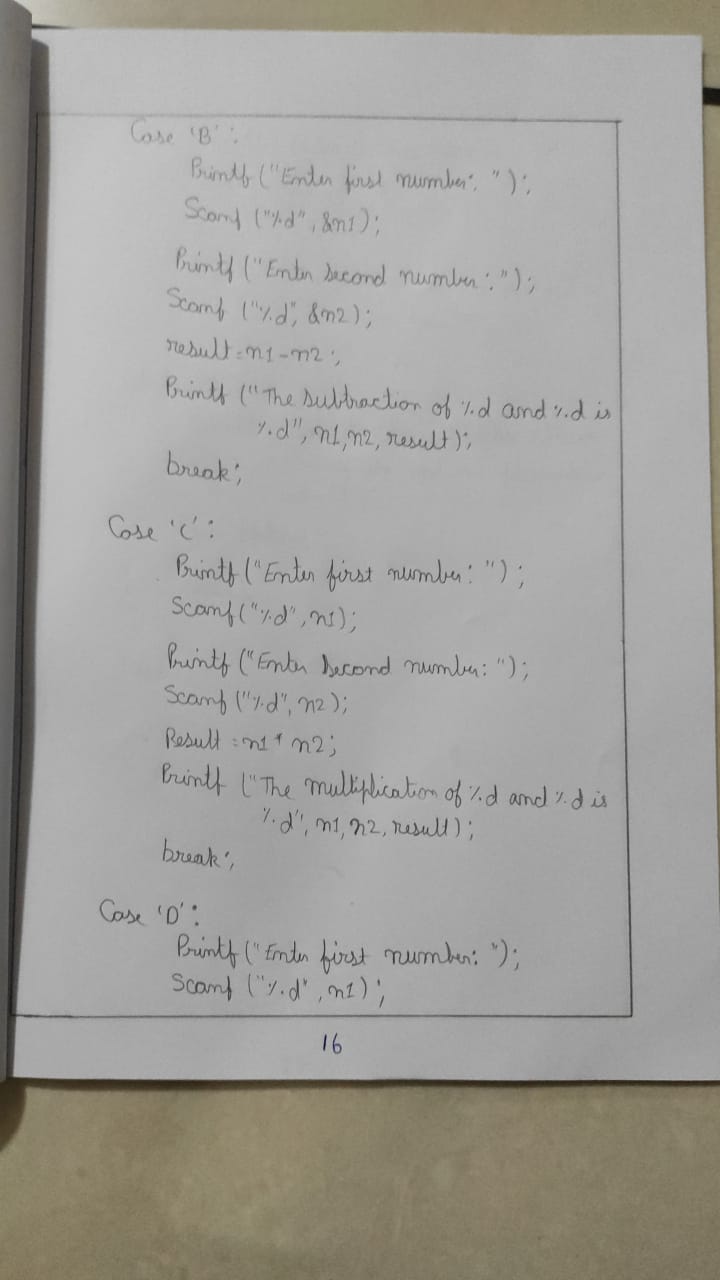 Case 'B':
Printf ("Enter first number: ");
Scanf ("%d", &n1);
Printf ("Enter second number: ");
Scanf ("%d", &n2);
result=n1-n2;
Printf ("The subtraction of %d and %d is
%d", n1,n2, result);
break;
Case 'C':
Printf ("Enter first number: ");
Scanf ("%d", n1);
Printf ("Enter second number: ");
Scanf ("%d", n2);
Result = n1 * n2;
Printf ("The multiplication of %d and %d is
%d", n1, n2, result);
break;
Case 'D':
Printf ("Enter first number: ");
Scanf ("%d", n1);
16